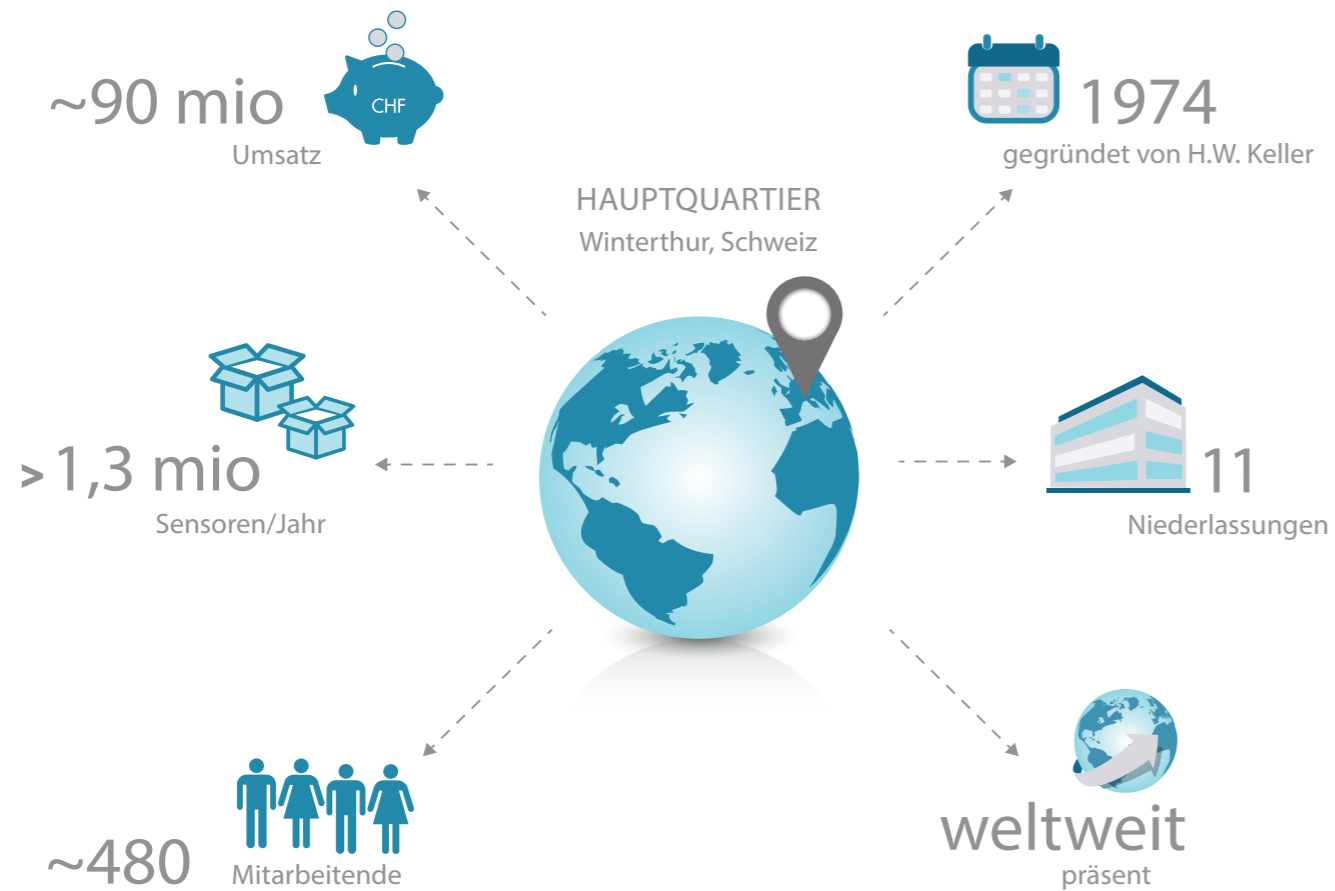 ~90 mio
CHF
Umsatz
1974
gegründet von H.W. Keller
HAUPTQUARTIER
Winterthur, Schweiz
> 1,3 mio
Sensoren/Jahr
11
Niederlassungen
~480
Mitarbeitende
weltweit
präsent